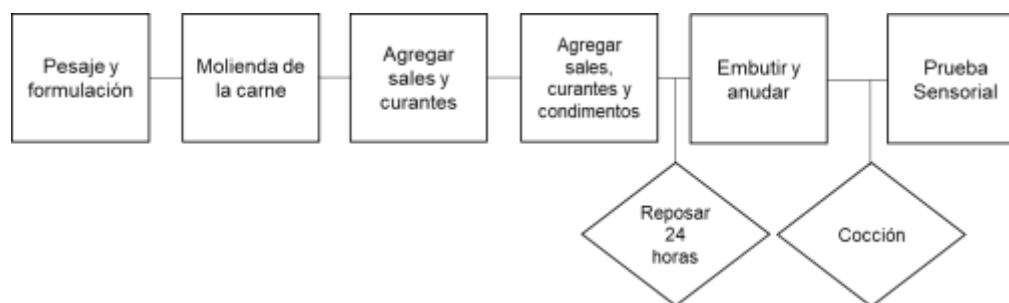 Pesaje y
formulación
Molienda de
la carne
Agregar
sales y
curantes
Agregar
sales,
curantes y
condimentos
Embutir y
anudar
Prueba
Sensorial
Reposar
24
horas
Cocción